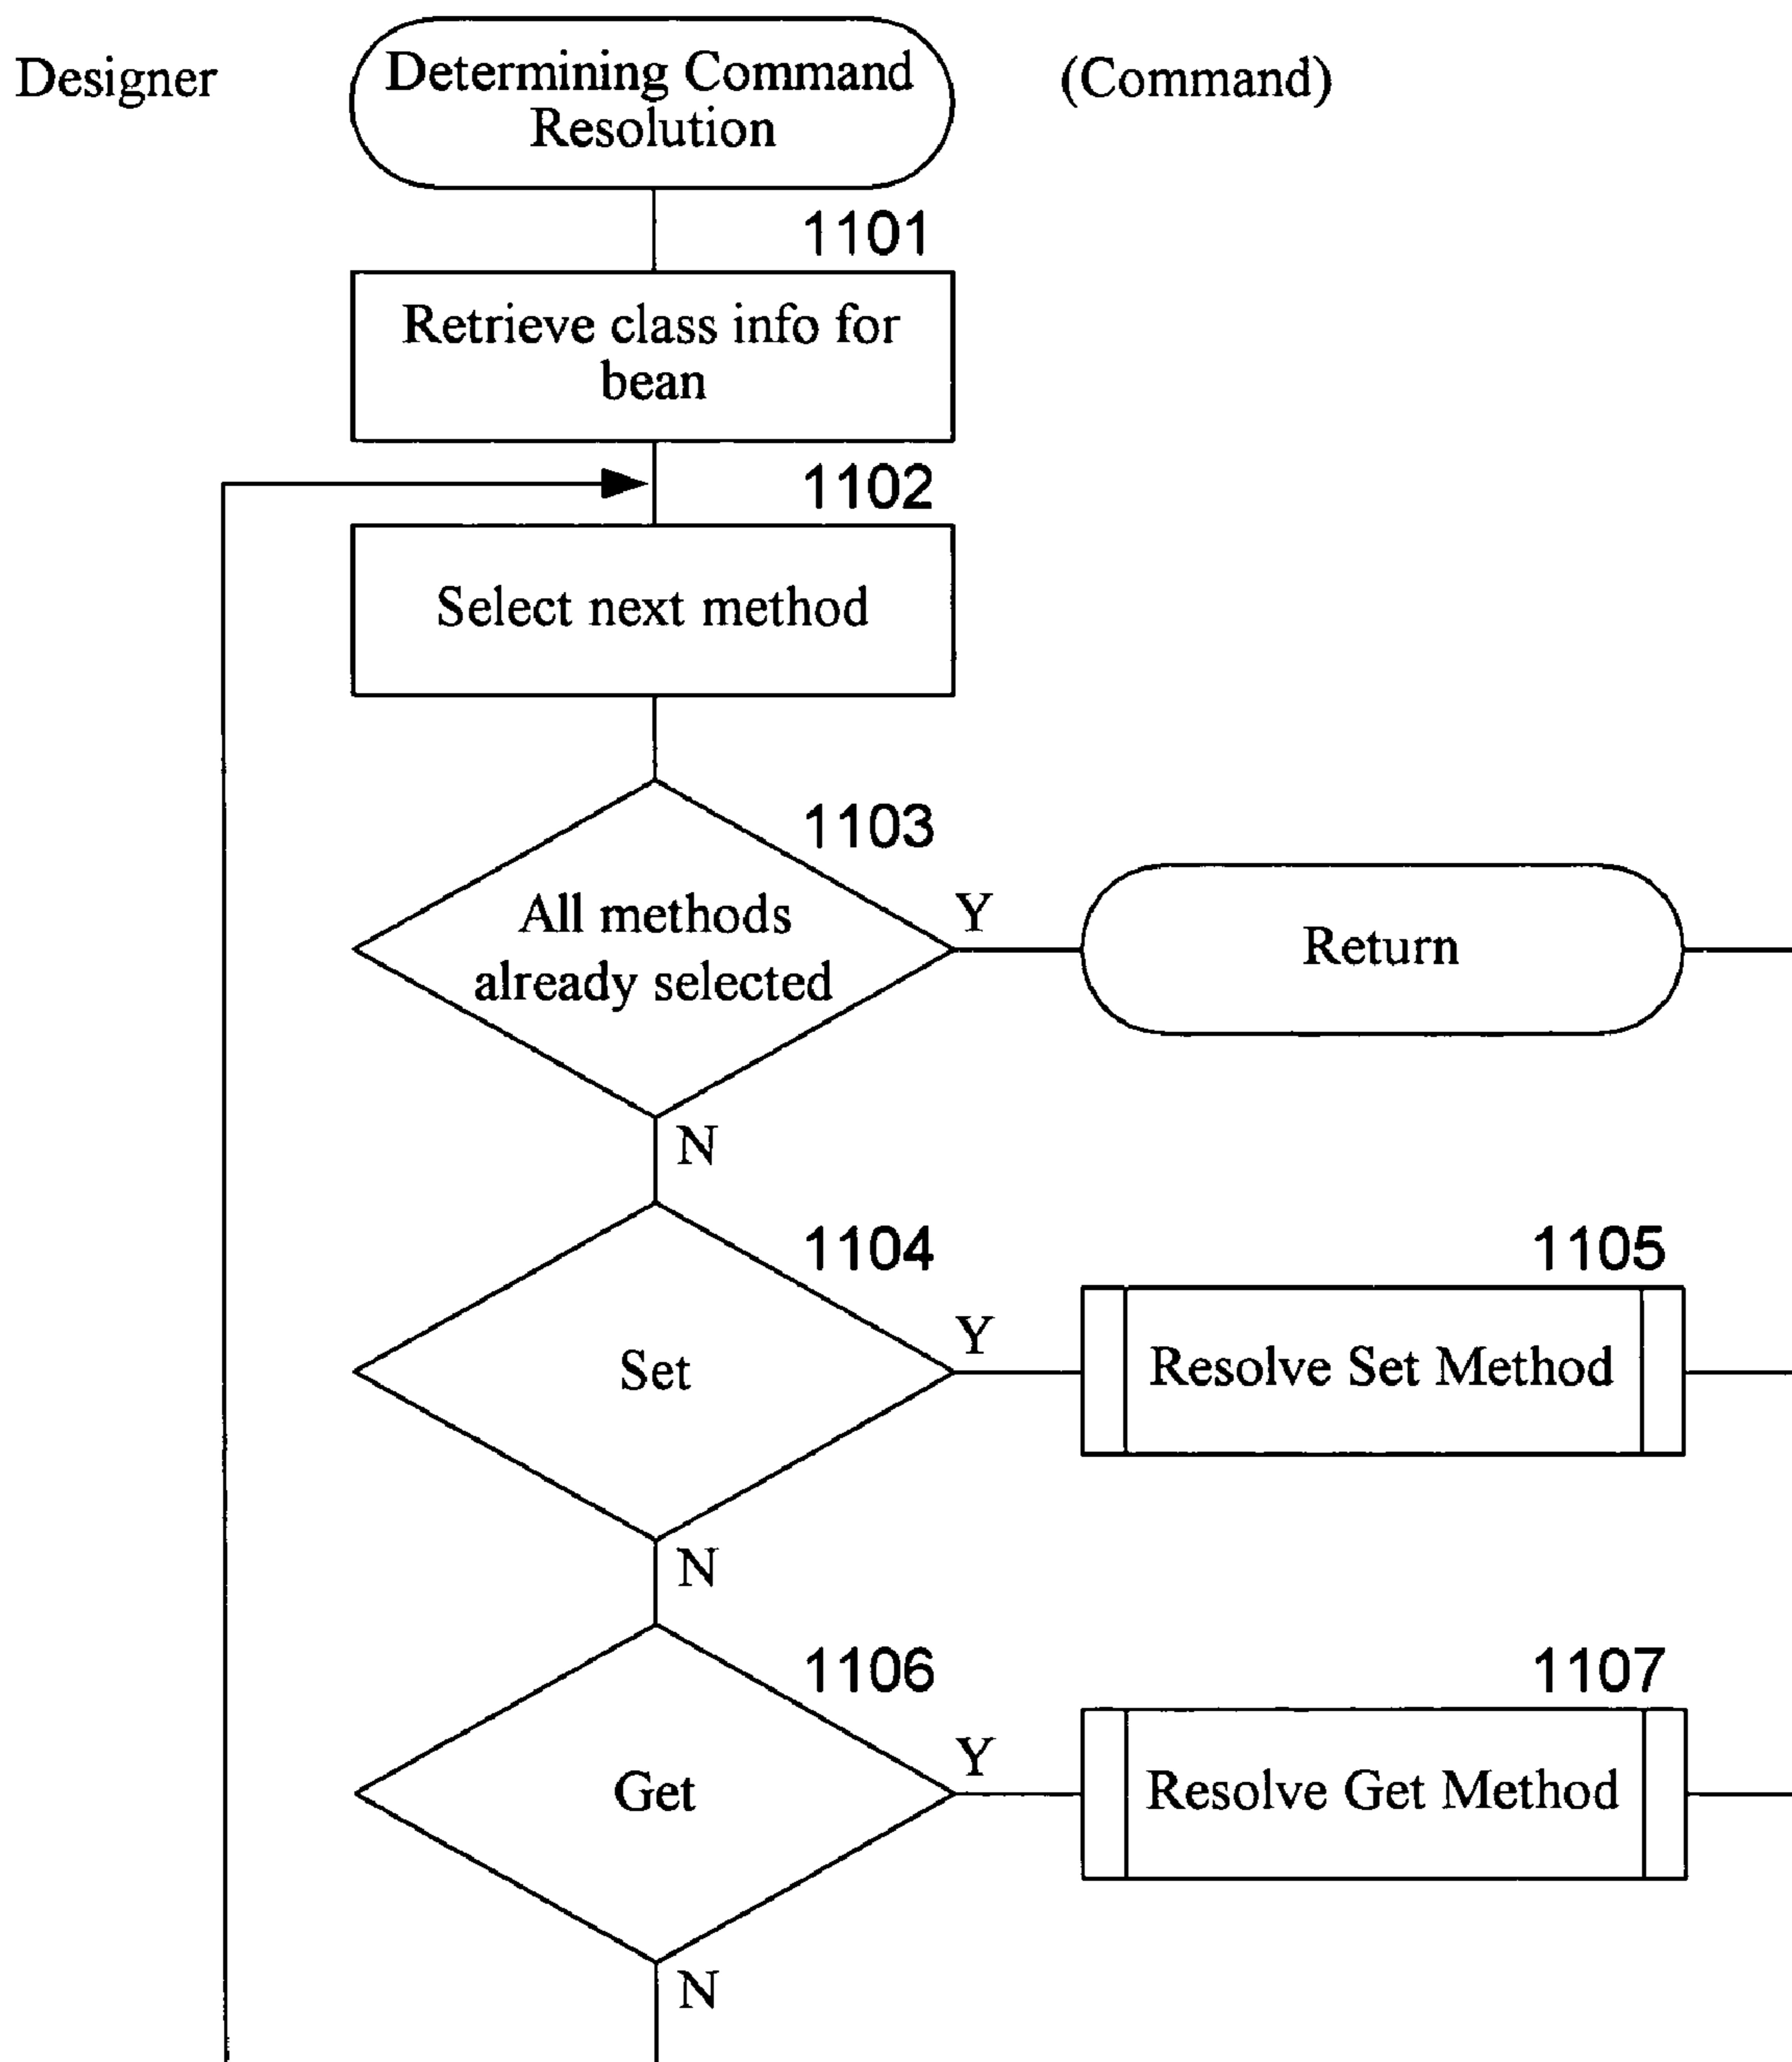 Designer
Determining Command
Resolution
(Command)
1101
Retrieve class info for
bean
1102
Select next method
1103
All methods
already selected
Y
Return
N
1104
Set
Y
1105
Resolve Set Method
N
1106
Get
Y
1107
Resolve Get Method
N